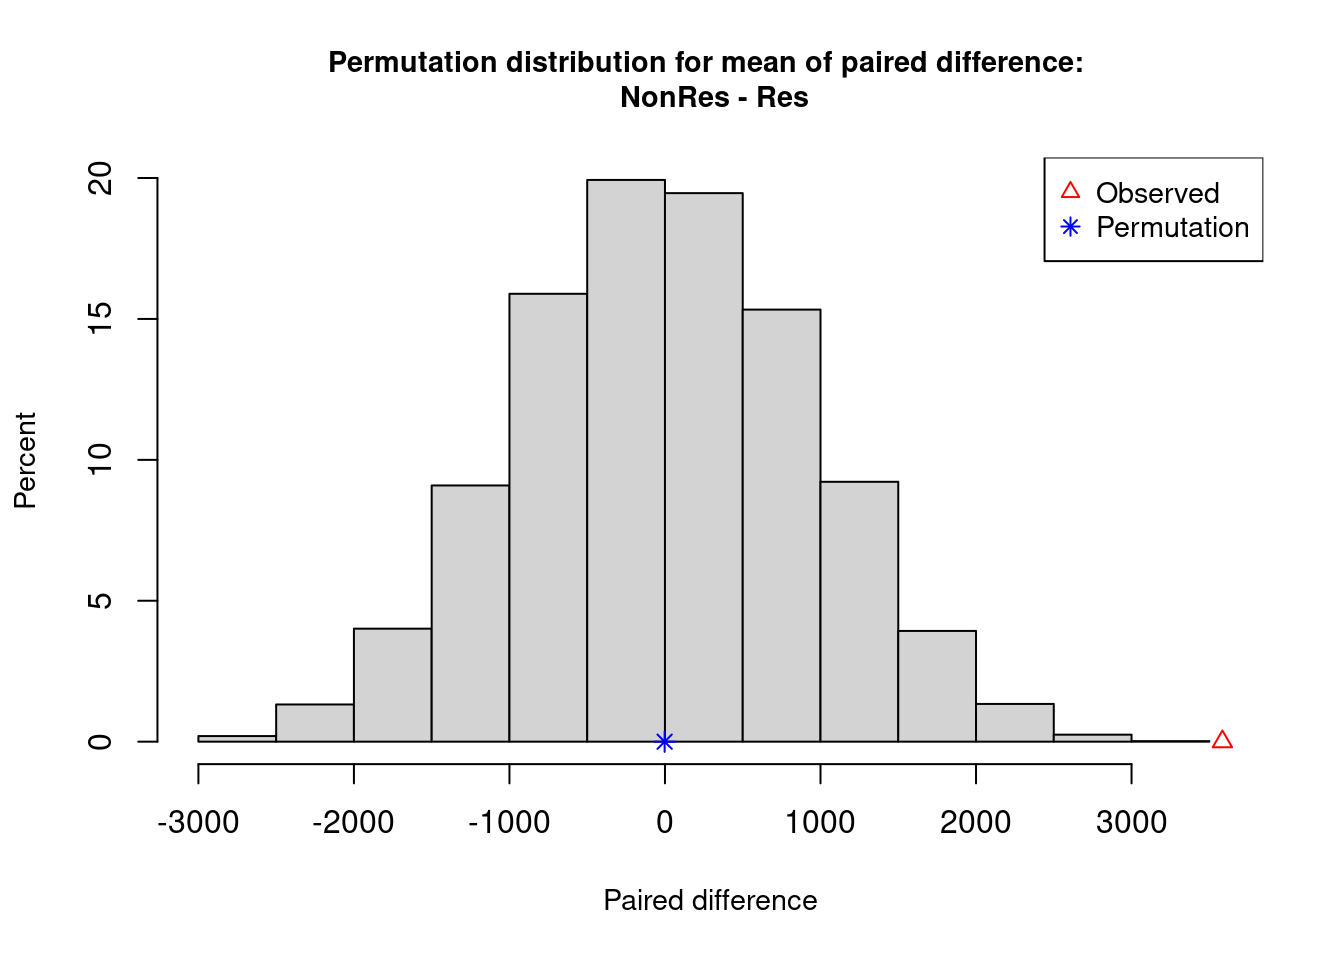 Permutation distribution for mean of paired difference:
NonRes - Res
Observed
Permutation
Percent
20
15
10
5
0
-3000 -2000 -1000 0 1000 2000 3000
Paired difference